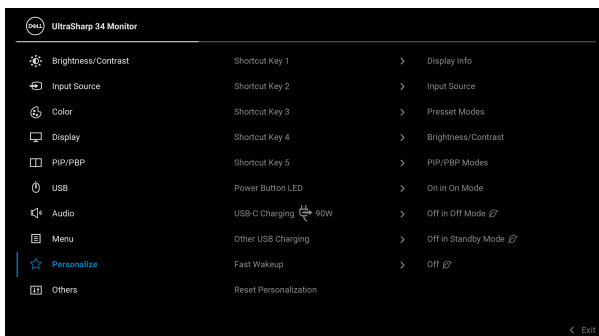 DELL UltraSharp 34 Monitor
Brightness/Contrast Shortcut Key 1 > Display Info
Input Source Shortcut Key 2 > Input Source
Color Shortcut Key 3 > Presset Modes
Display Shortcut Key 4 > Brightness/Contrast
PIP/PBP Shortcut Key 5 > PIP/PBP Modes
USB Power Button LED On in On Mode
Audio USB-C Charging 90W > Off in Off Mode
Menu Other USB Charging > Off in Standby Mode
Personalize Fast Wakeup > Off
Others Reset Personalization
< Exit